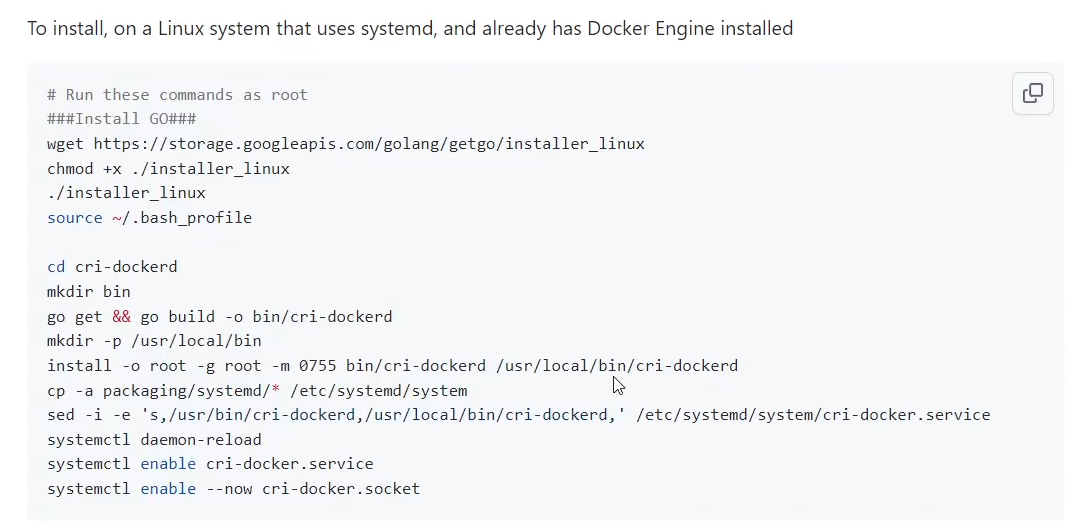 To install, on a Linux system that uses systemd, and already has Docker Engine installed
# Run these commands as root
###Install GO###
wget https://storage.googleapis.com/golang/getgo/installer_linux
chmod +x ./installer_linux
./installer_linux
source ~/.bash_profile
cd cri-dockerd
mkdir bin
go get && go build -o bin/cri-dockerd
mkdir -p /usr/local/bin
install -o root -g root -m 0755 bin/cri-dockerd /usr/local/bin/cri-dockerd
cp -a packaging/systemd/* /etc/systemd/system
sed -i -e 's,/usr/bin/cri-dockerd,/usr/local/bin/cri-dockerd,' /etc/systemd/system/cri-docker.service
systemctl daemon-reload
systemctl enable cri-docker.service
systemctl enable --now cri-docker.socket